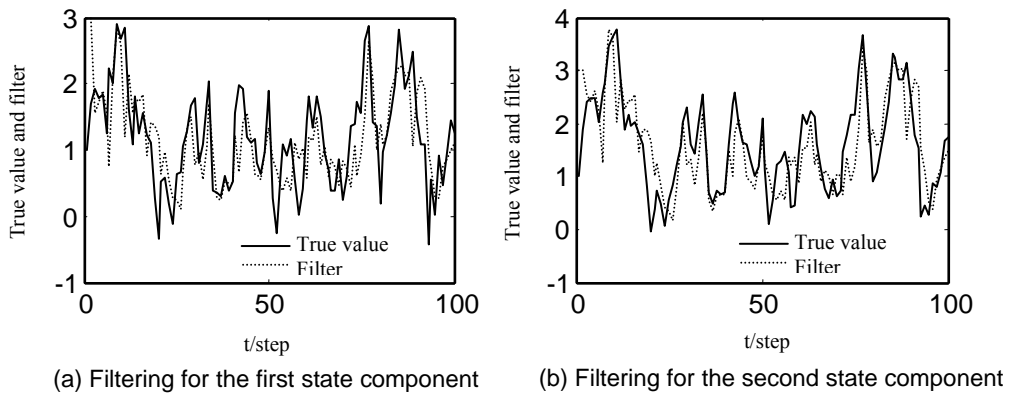 3
2
1
0
-1
0
50
100
True value and filter
True value
Filter
t/step
(a) Filtering for the first state component
4
3
2
1
0
-1
0
50
100
True value and filter
True value
Filter
t/step
(b) Filtering for the second state component